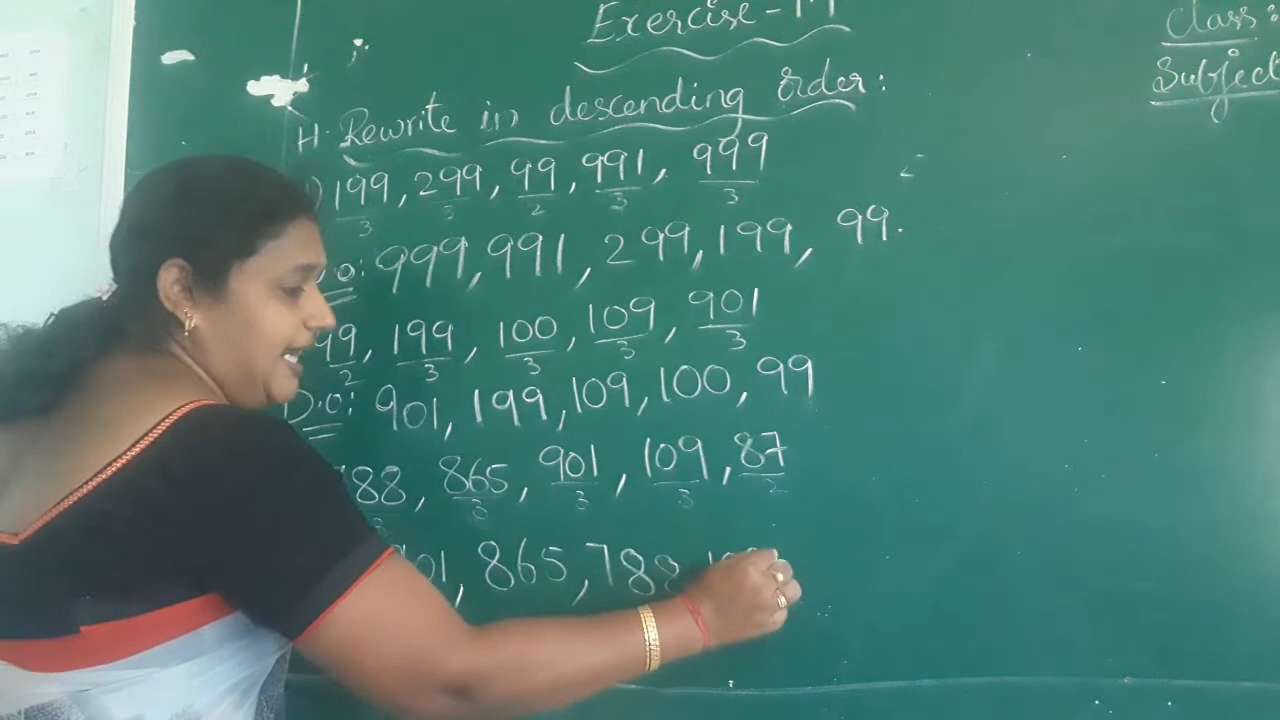 Exercise -
Class:
Subject
H. Rewrite in descending order:
199, 299, 99, 991, 999
3 3 2 3 3
999, 991, 299, 199, 99.
99, 199, 100, 109, 901
2 3 3 3 3
D.o: 901, 199, 109, 100, 99
788, 865, 901, 109, 87
3 3 3 3 2
901, 865, 788,